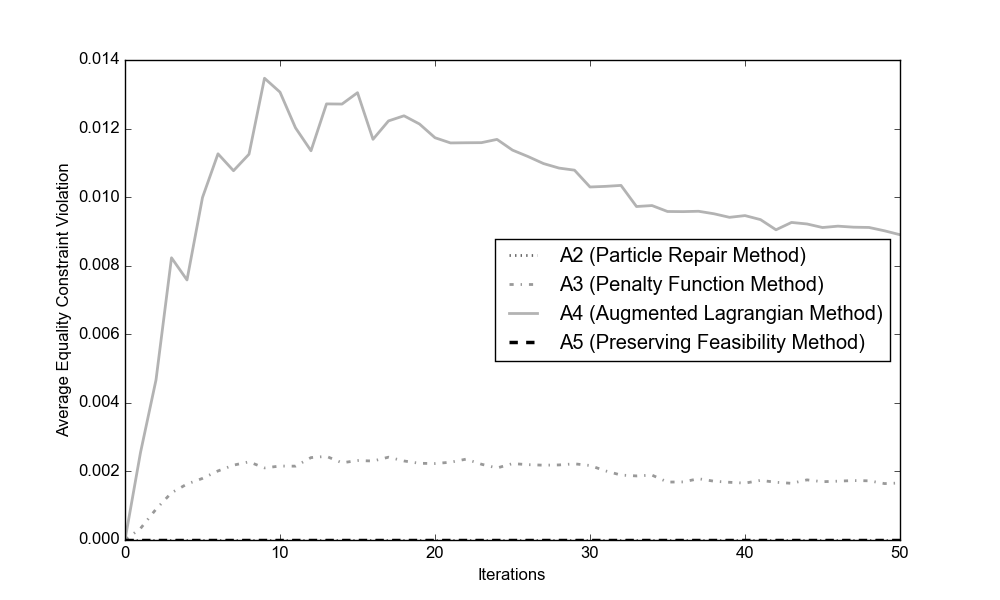 0.014
0.012
0.010
0.008
0.006
0.004
0.002
0.000
Average Equality Constraint Violation
A2 (Particle Repair Method)
A3 (Penalty Function Method)
A4 (Augmented Lagrangian Method)
A5 (Preserving Feasibility Method)
0 10 20 30 40 50
Iterations